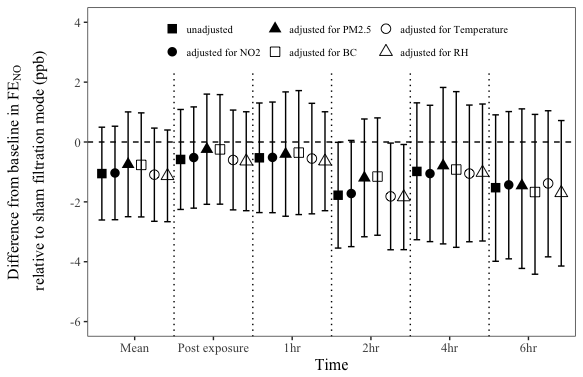 Difference from baseline in FENO
relative to sham filtration mode (ppb)
unadjusted adjusted for PM2.5 adjusted for Temperature
adjusted for NO2 adjusted for BC adjusted for RH
4
2
0
-2
-4
-6
Mean Post exposure 1hr 2hr 4hr 6hr
Time